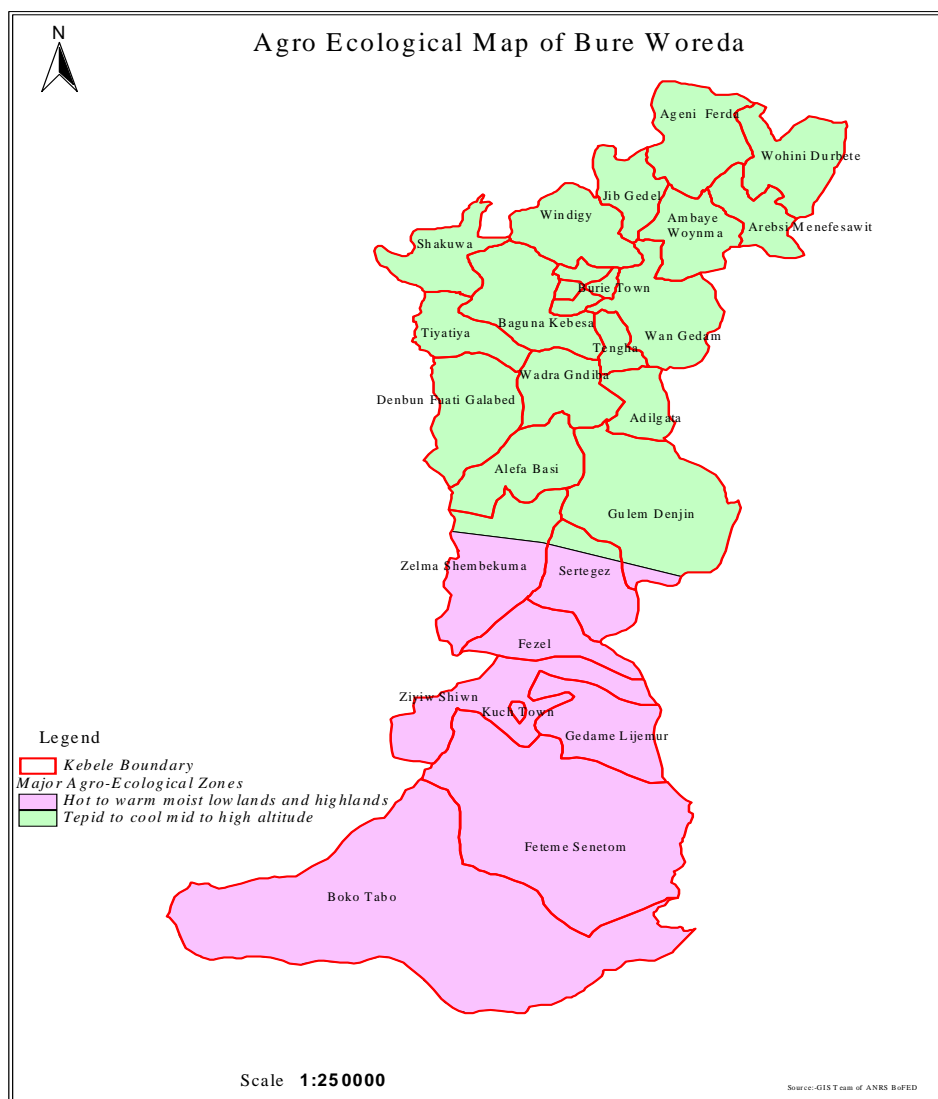 N
Agro Ecological Map of Bure Woreda
Ageni Ferda
Wohini Durbete
Jib Gedel
Windigy
Ambaye
Woynma
Arebsi Menefesawit
Shakuwa
Burie Town
Baguna Kebesa
Tiyatiya
Wan Gedam
Tengha
Wadra Gndiba
Denbun Fuati Galabed
Adilgata
Alefa Basi
Gulem Denjin
Zelma Shembekuma
Sertegez
Fezel
Ziyiw Shiwn
Kuch Town
Gedame Lijemur
Legend
Kebele Boundary
Major Agro-Ecological Zones
Hot to warm moist lowlands and highlands
Tepid to cool mid to high altitude
Feteme Senetom
Boko Tabo
Scale 1:250000
Source:-GIS Team of ANRS BoFED